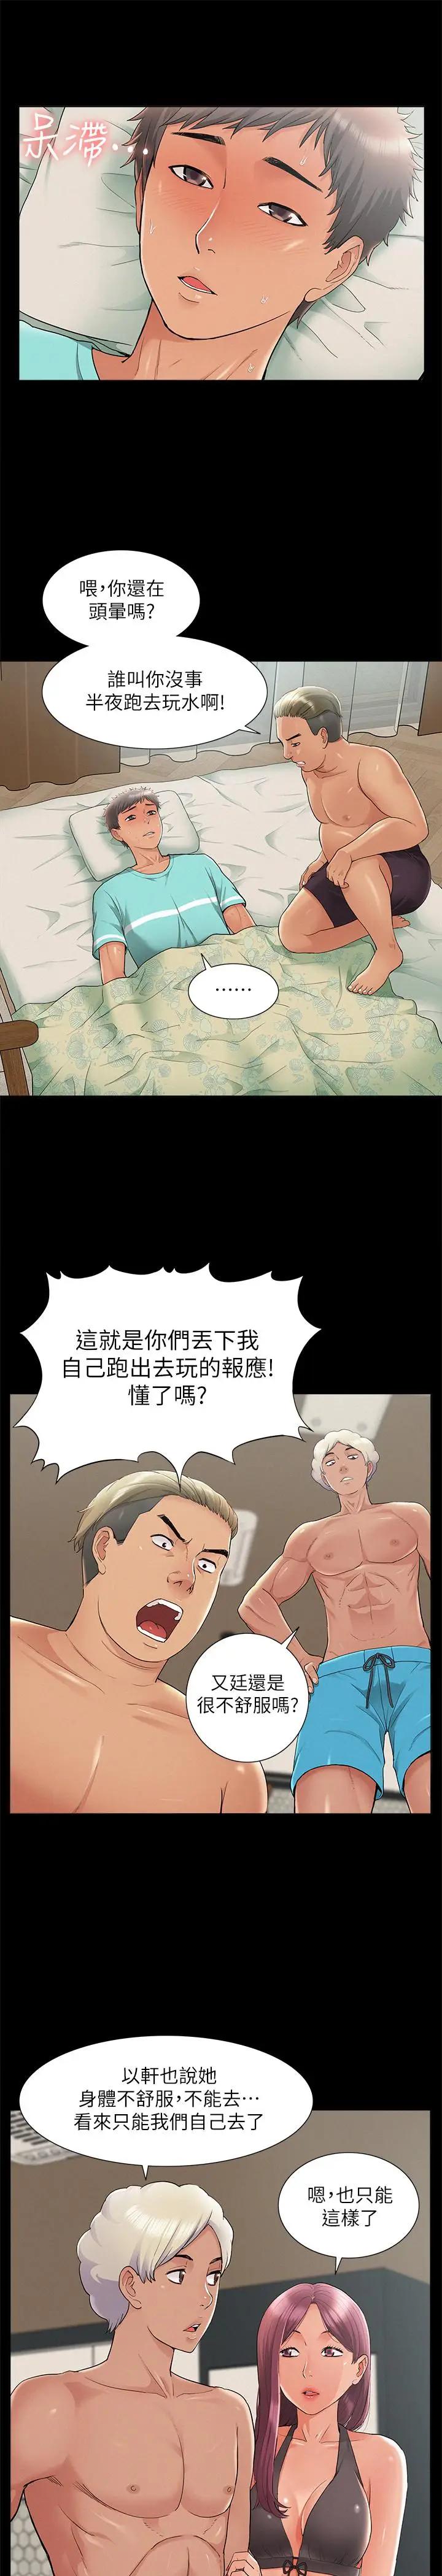 呆滯…
喂,你還在
頭暈嗎?
誰叫你沒事
半夜跑去玩水啊!
……
這就是你們丟下我
自己跑出去玩的報應!
懂了嗎?
又廷還是
很不舒服嗎?
以軒也說她
身體不舒服,不能去…
看來只能我們自己去了
嗯,也只能
這樣了